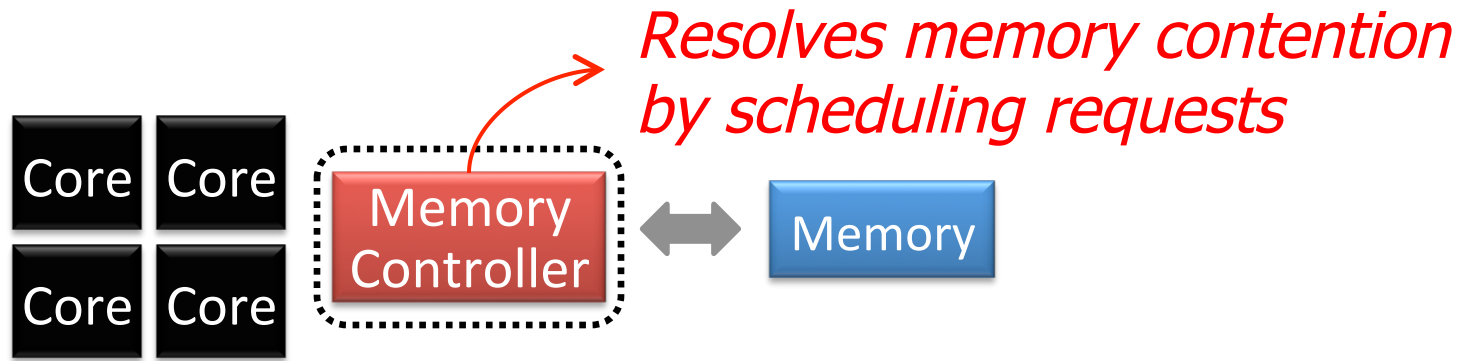 Resolves memory contention
by scheduling requests
Core Core
Core Core
Memory
Controller
Memory